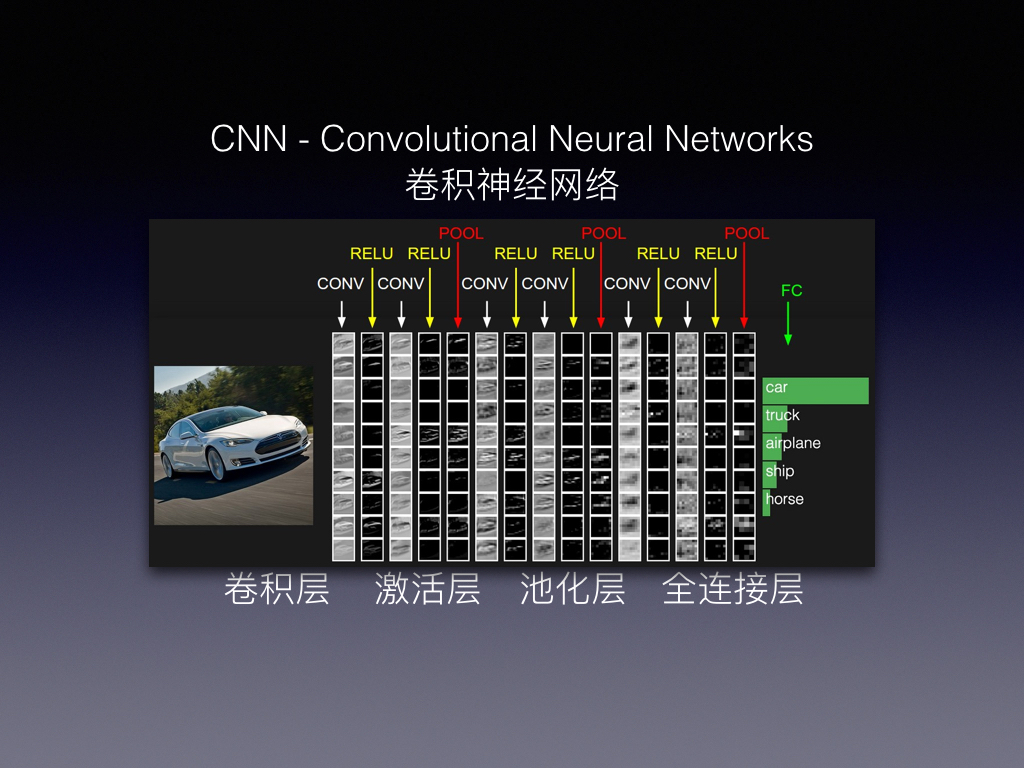 CNN - Convolutional Neural Networks
卷积神经网络
POOL POOL POOL
RELU RELU RELU RELU RELU RELU
CONV CONV CONV CONV CONV CONV
FC
car
truck
airplane
ship
horse
卷积层 激活层 池化层 全连接层